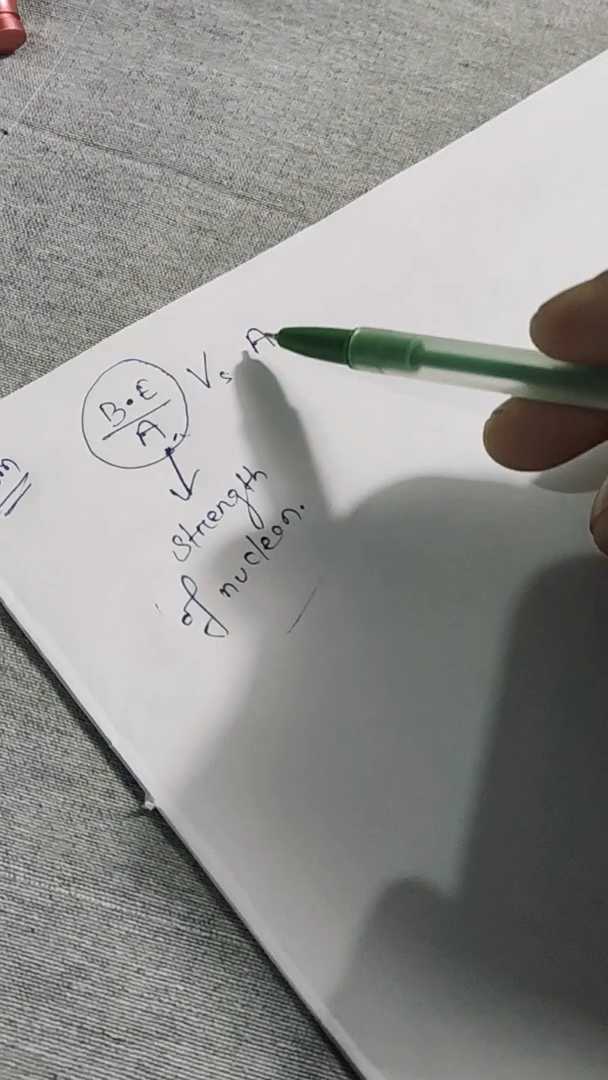 B.E
A
Vs A
strength
of nucleon.